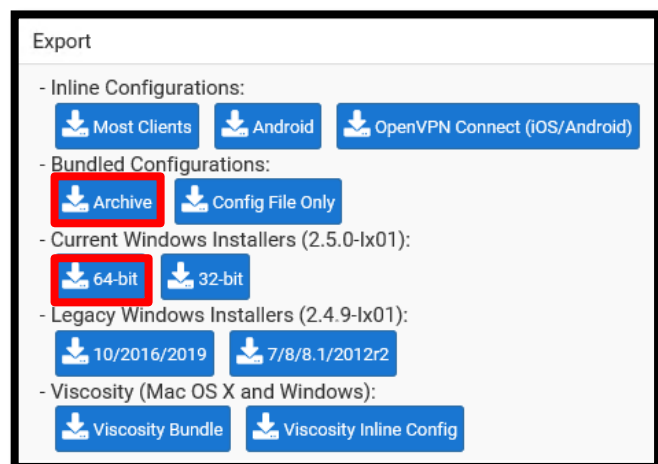 Export
- Inline Configurations:
Most Clients Android OpenVPN Connect (iOS/Android)
- Bundled Configurations:
Archive Config File Only
- Current Windows Installers (2.5.0-Ix01):
64-bit 32-bit
- Legacy Windows Installers (2.4.9-Ix01):
10/2016/2019 7/8/8.1/2012r2
- Viscosity (Mac OS X and Windows):
Viscosity Bundle Viscosity Inline Config